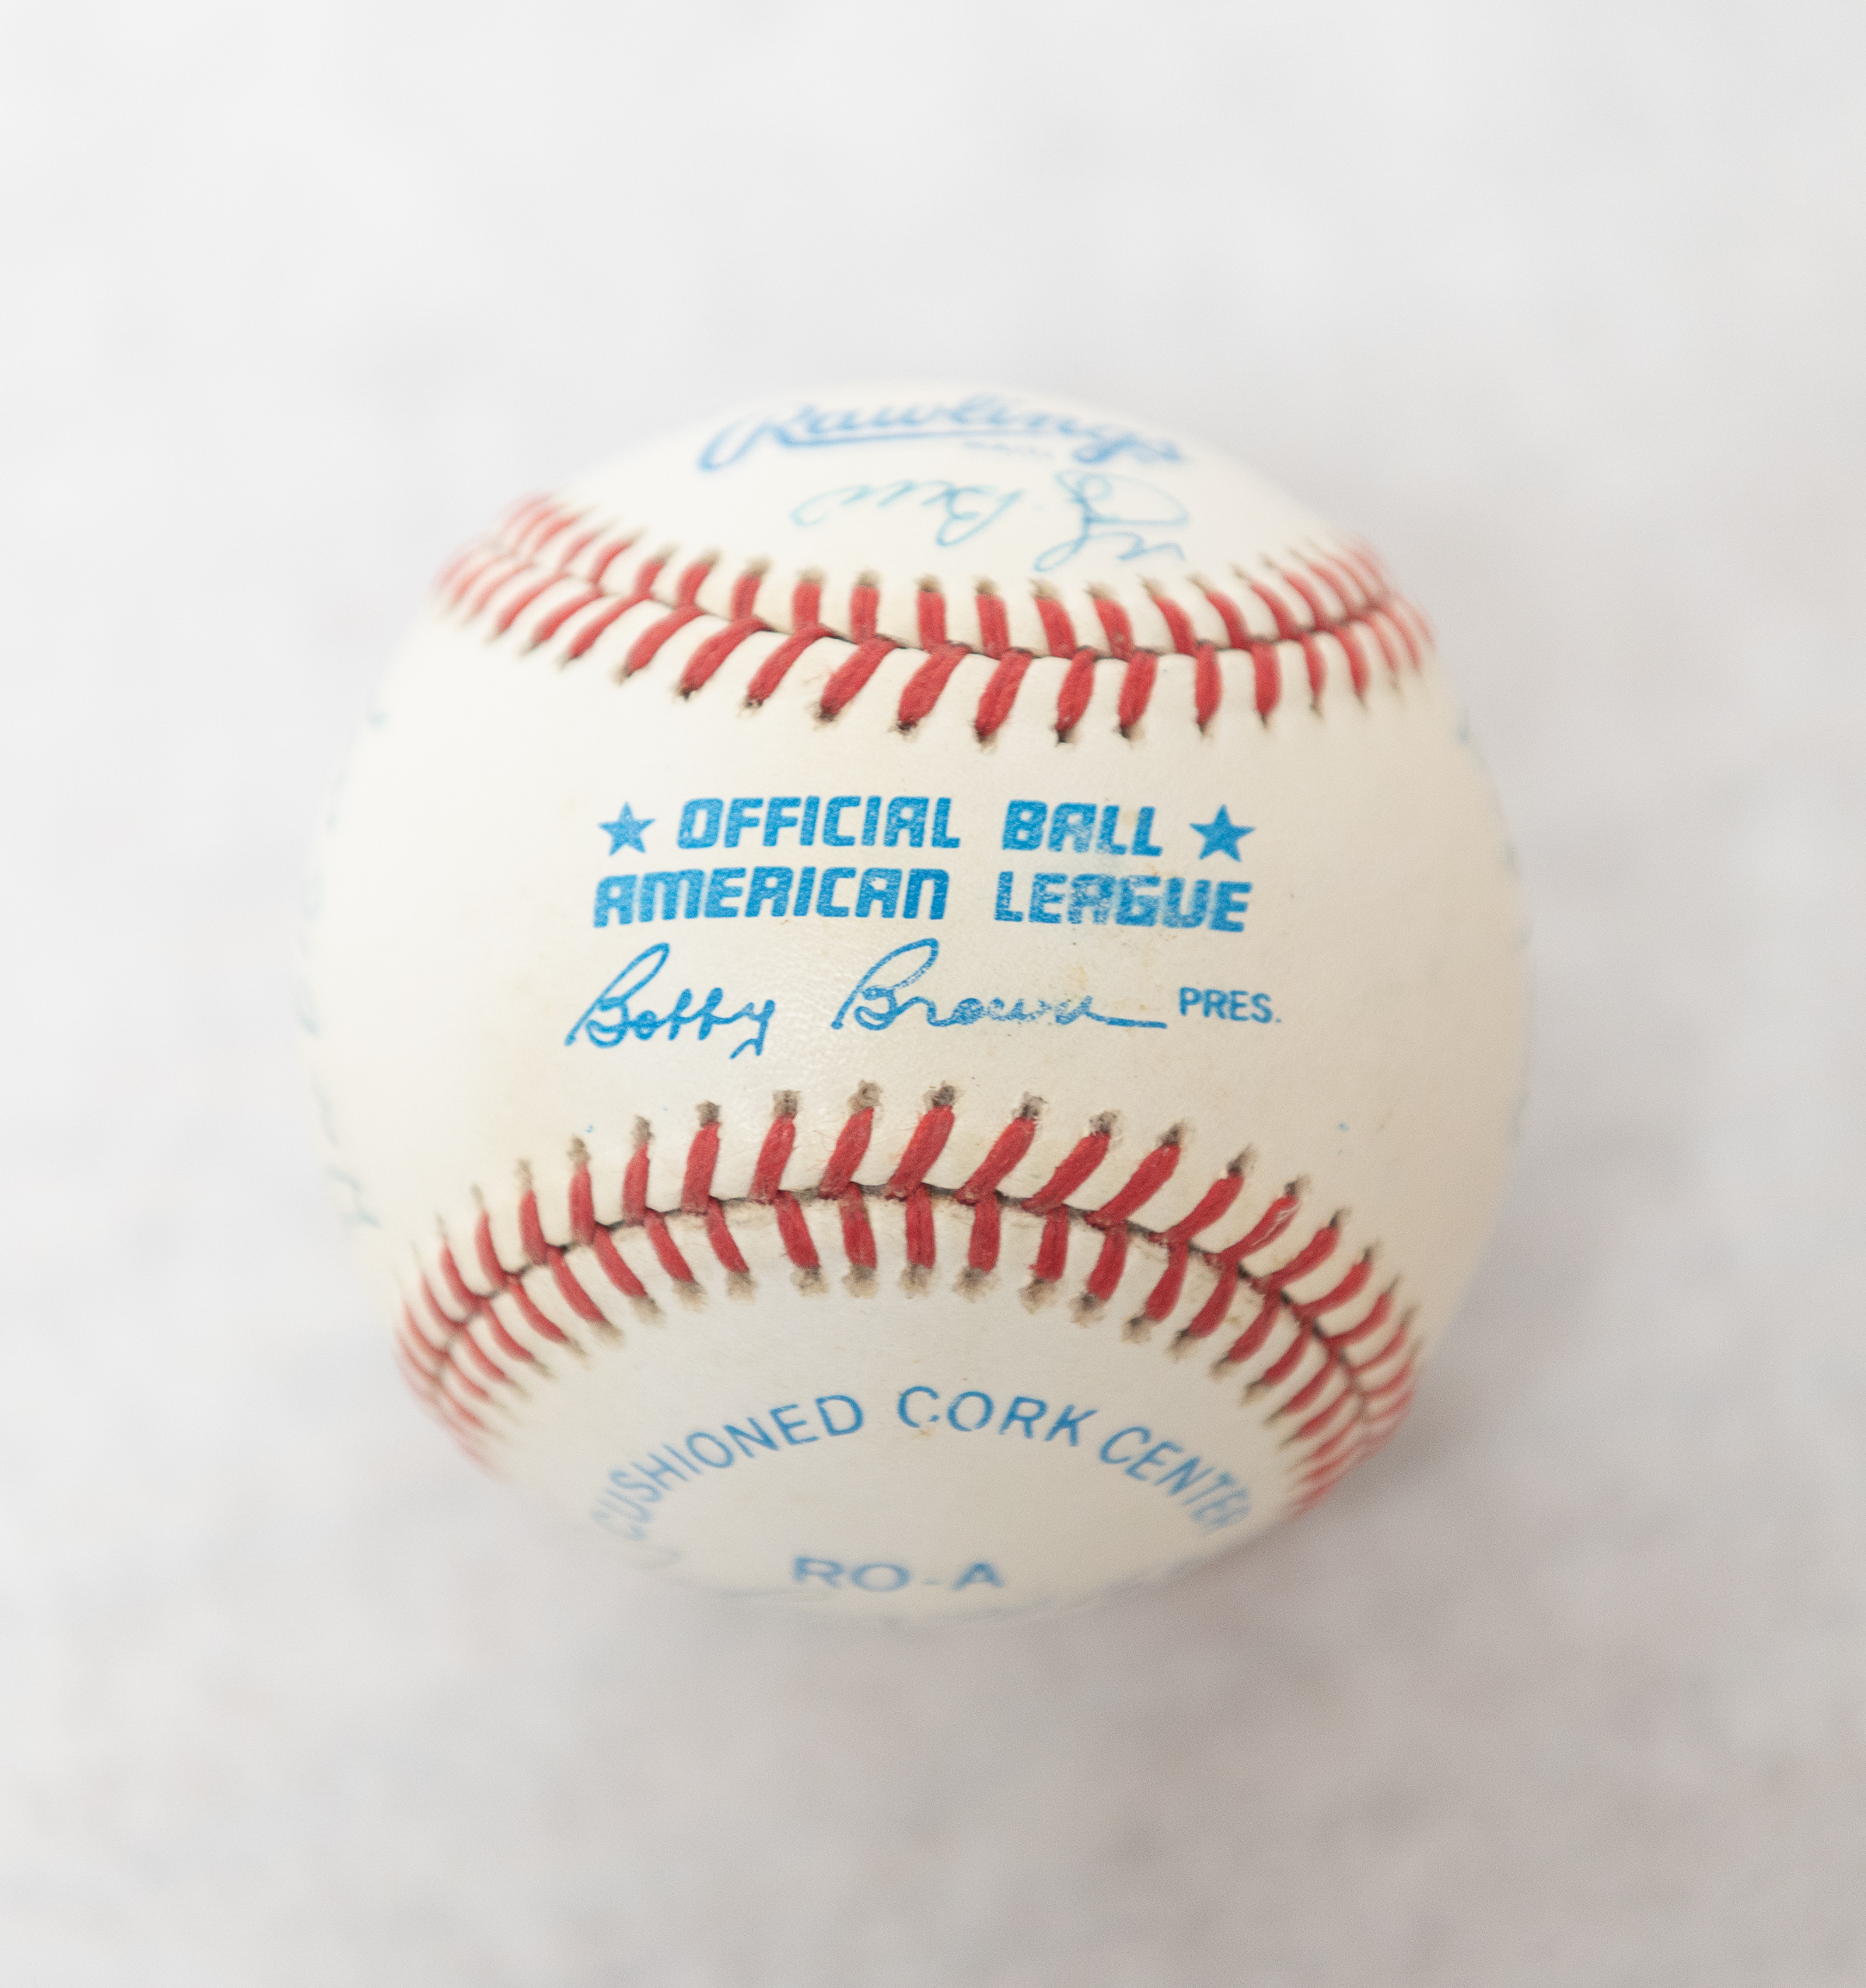 Rawlings
★ OFFICIAL BALL ★
AMERICAN LEAGUE
Bobby Brown PRES.
CUSHIONED CORK CENTER
RO-A